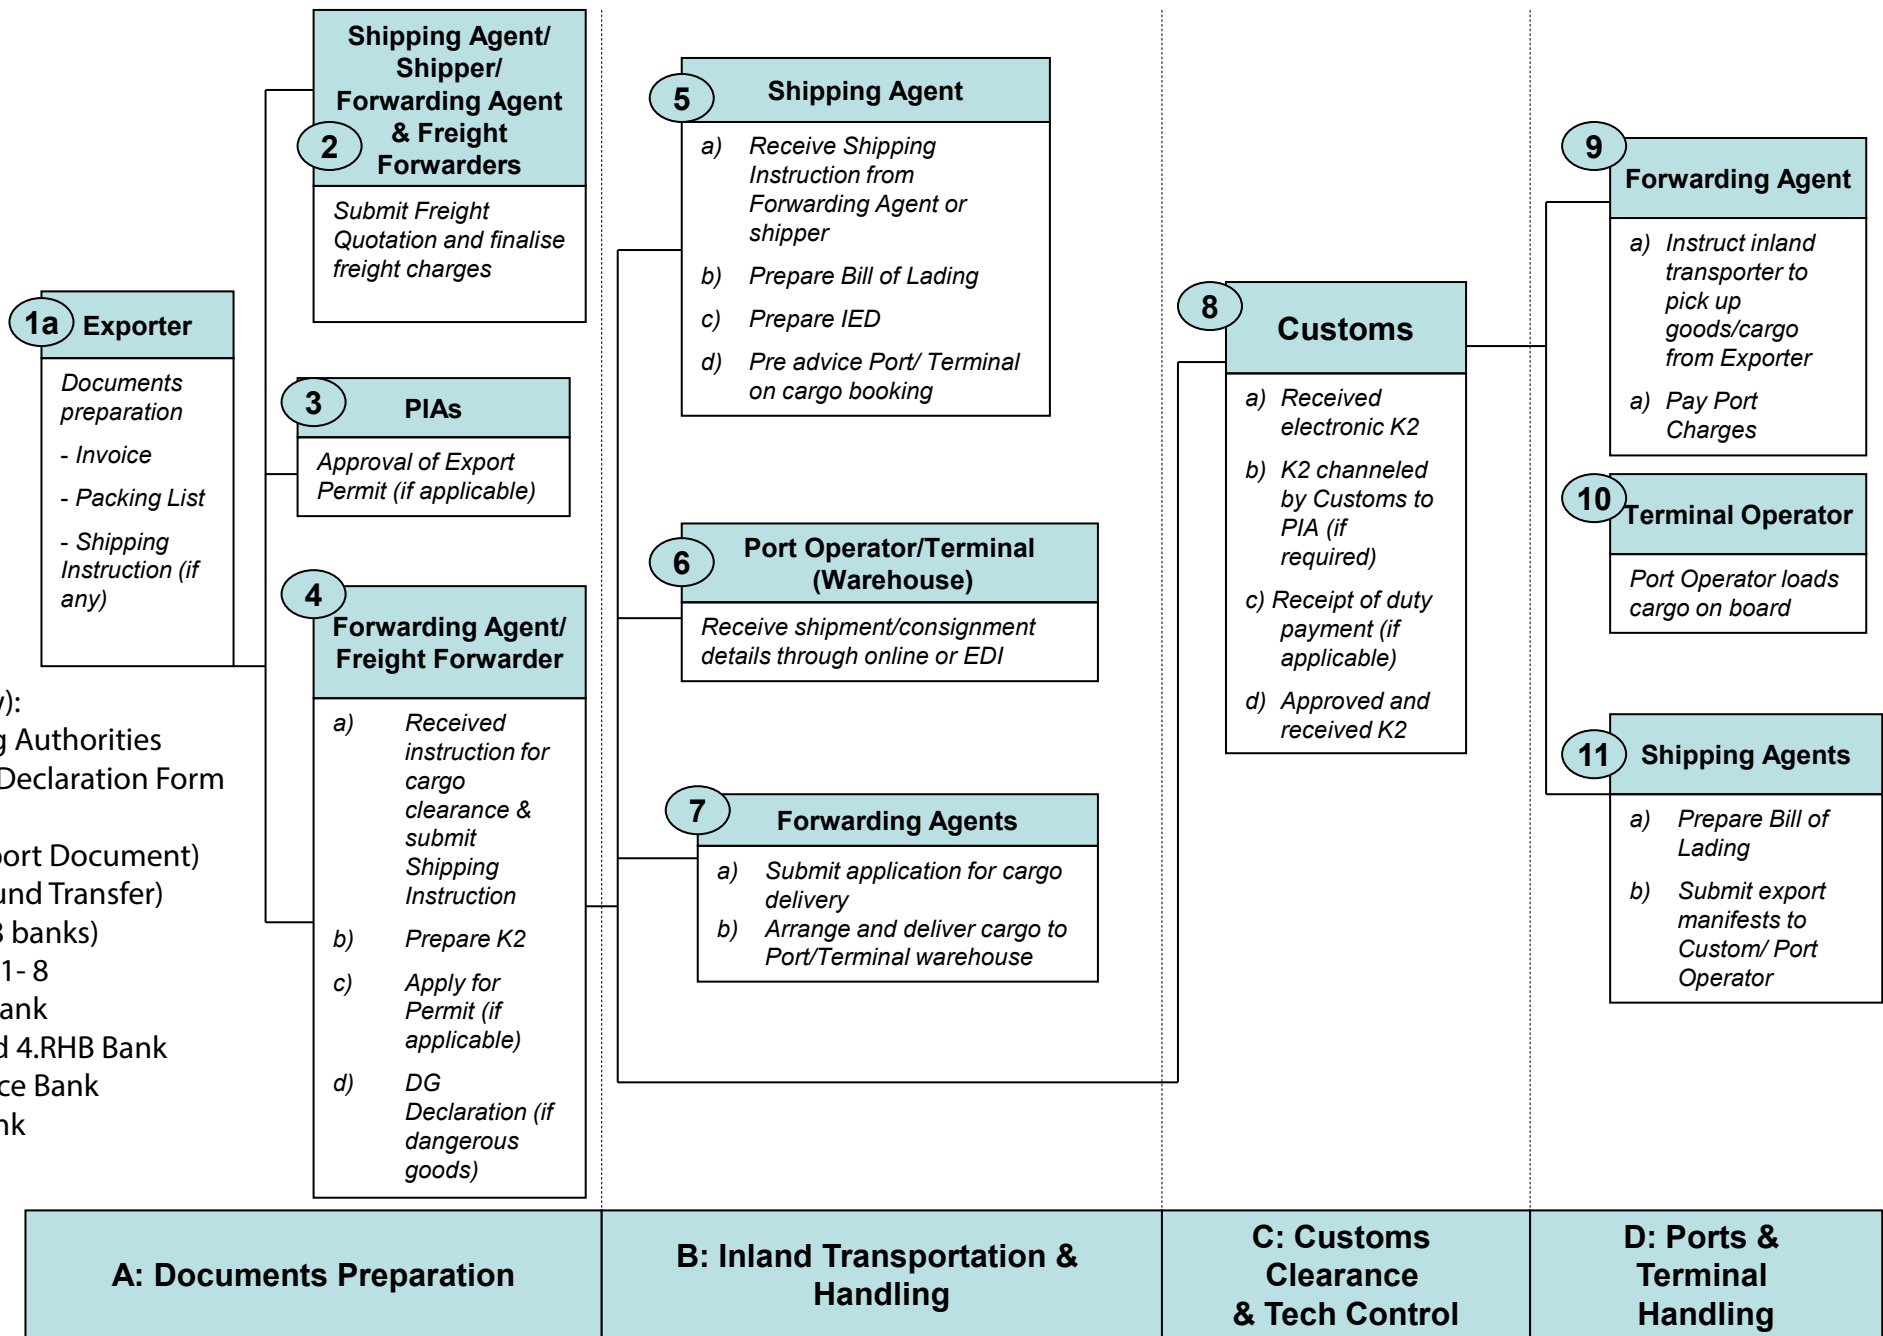 1a
Exporter
Documents
preparation
- Invoice
- Packing List
- Shipping
Instruction (if
any)
Shipping Agent/
Shipper/
Forwarding Agent
& Freight
Forwarders
2
Submit Freight
Quotation and finalise
freight charges
3
PIAs
Approval of Export
Permit (if applicable)
4
Forwarding Agent/
Freight Forwarder
a) Received
instruction for
cargo
clearance &
submit
Shipping
Instruction
b) Prepare K2
c) Apply for
Permit (if
applicable)
d) DG
Declaration (if
dangerous
goods)
):
Authorities
Declaration Form
ort Document)
und Transfer)
banks)
1- 8
ank
4.RHB Bank
ce Bank
nk
5
Shipping Agent
a) Receive Shipping
Instruction from
Forwarding Agent or
shipper
b) Prepare Bill of Lading
c) Prepare IED
d) Pre advice Port/ Terminal
on cargo booking
6
Port Operator/Terminal
(Warehouse)
Receive shipment/consignment
details through online or EDI
7
Forwarding Agents
a) Submit application for cargo
delivery
b) Arrange and deliver cargo to
Port/Terminal warehouse
8
Customs
a) Received
electronic K2
b) K2 channeled
by Customs to
PIA (if
required)
c) Receipt of duty
payment (if
applicable)
d) Approved and
received K2
9
Forwarding Agent
a) Instruct inland
transporter to
pick up
goods/cargo
from Exporter
a) Pay Port
Charges
10
Terminal Operator
Port Operator loads
cargo on board
11
Shipping Agents
a) Prepare Bill of
Lading
b) Submit export
manifests to
Custom/ Port
Operator
A: Documents Preparation
B: Inland Transportation &
Handling
C: Customs
Clearance
& Tech Control
D: Ports &
Terminal
Handling